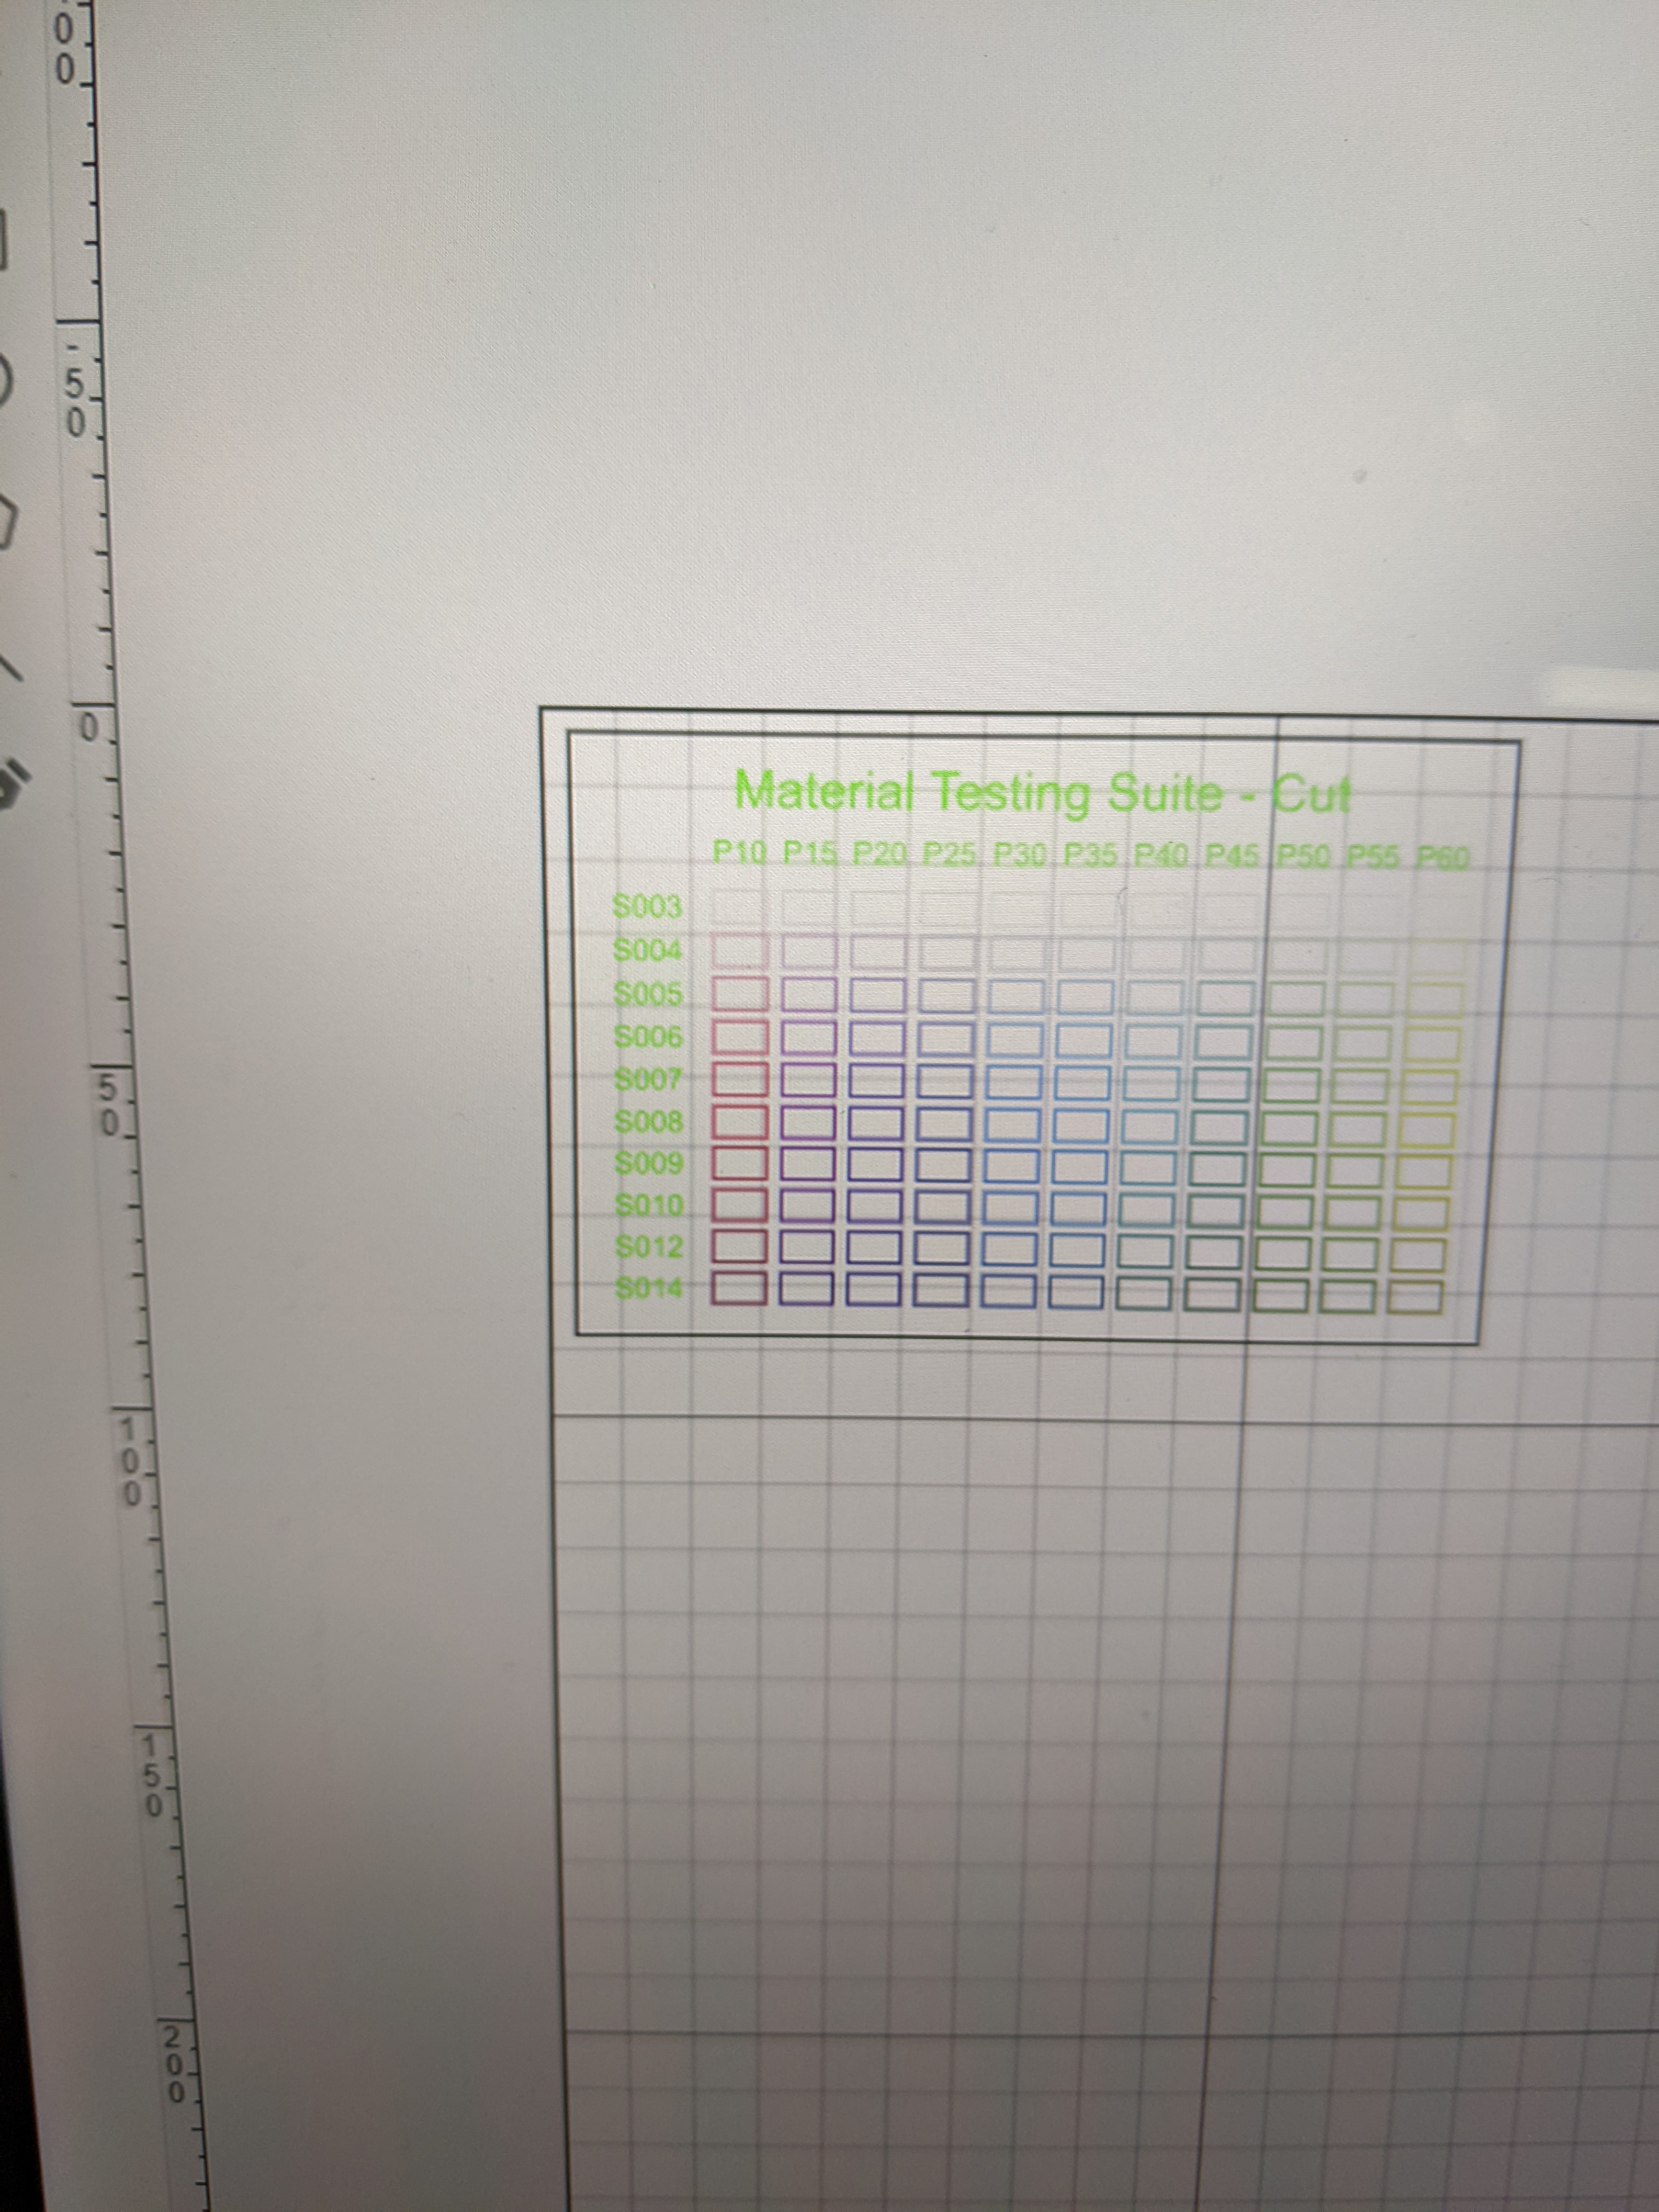 00
-50
0
50
100
150
200
Material Testing Suite - Cut
P10 P15 P20 P25 P30 P35 P40 P45 P50 P55 P60
S003
S004
S005
S006
S007
S008
S009
S010
S012
S014